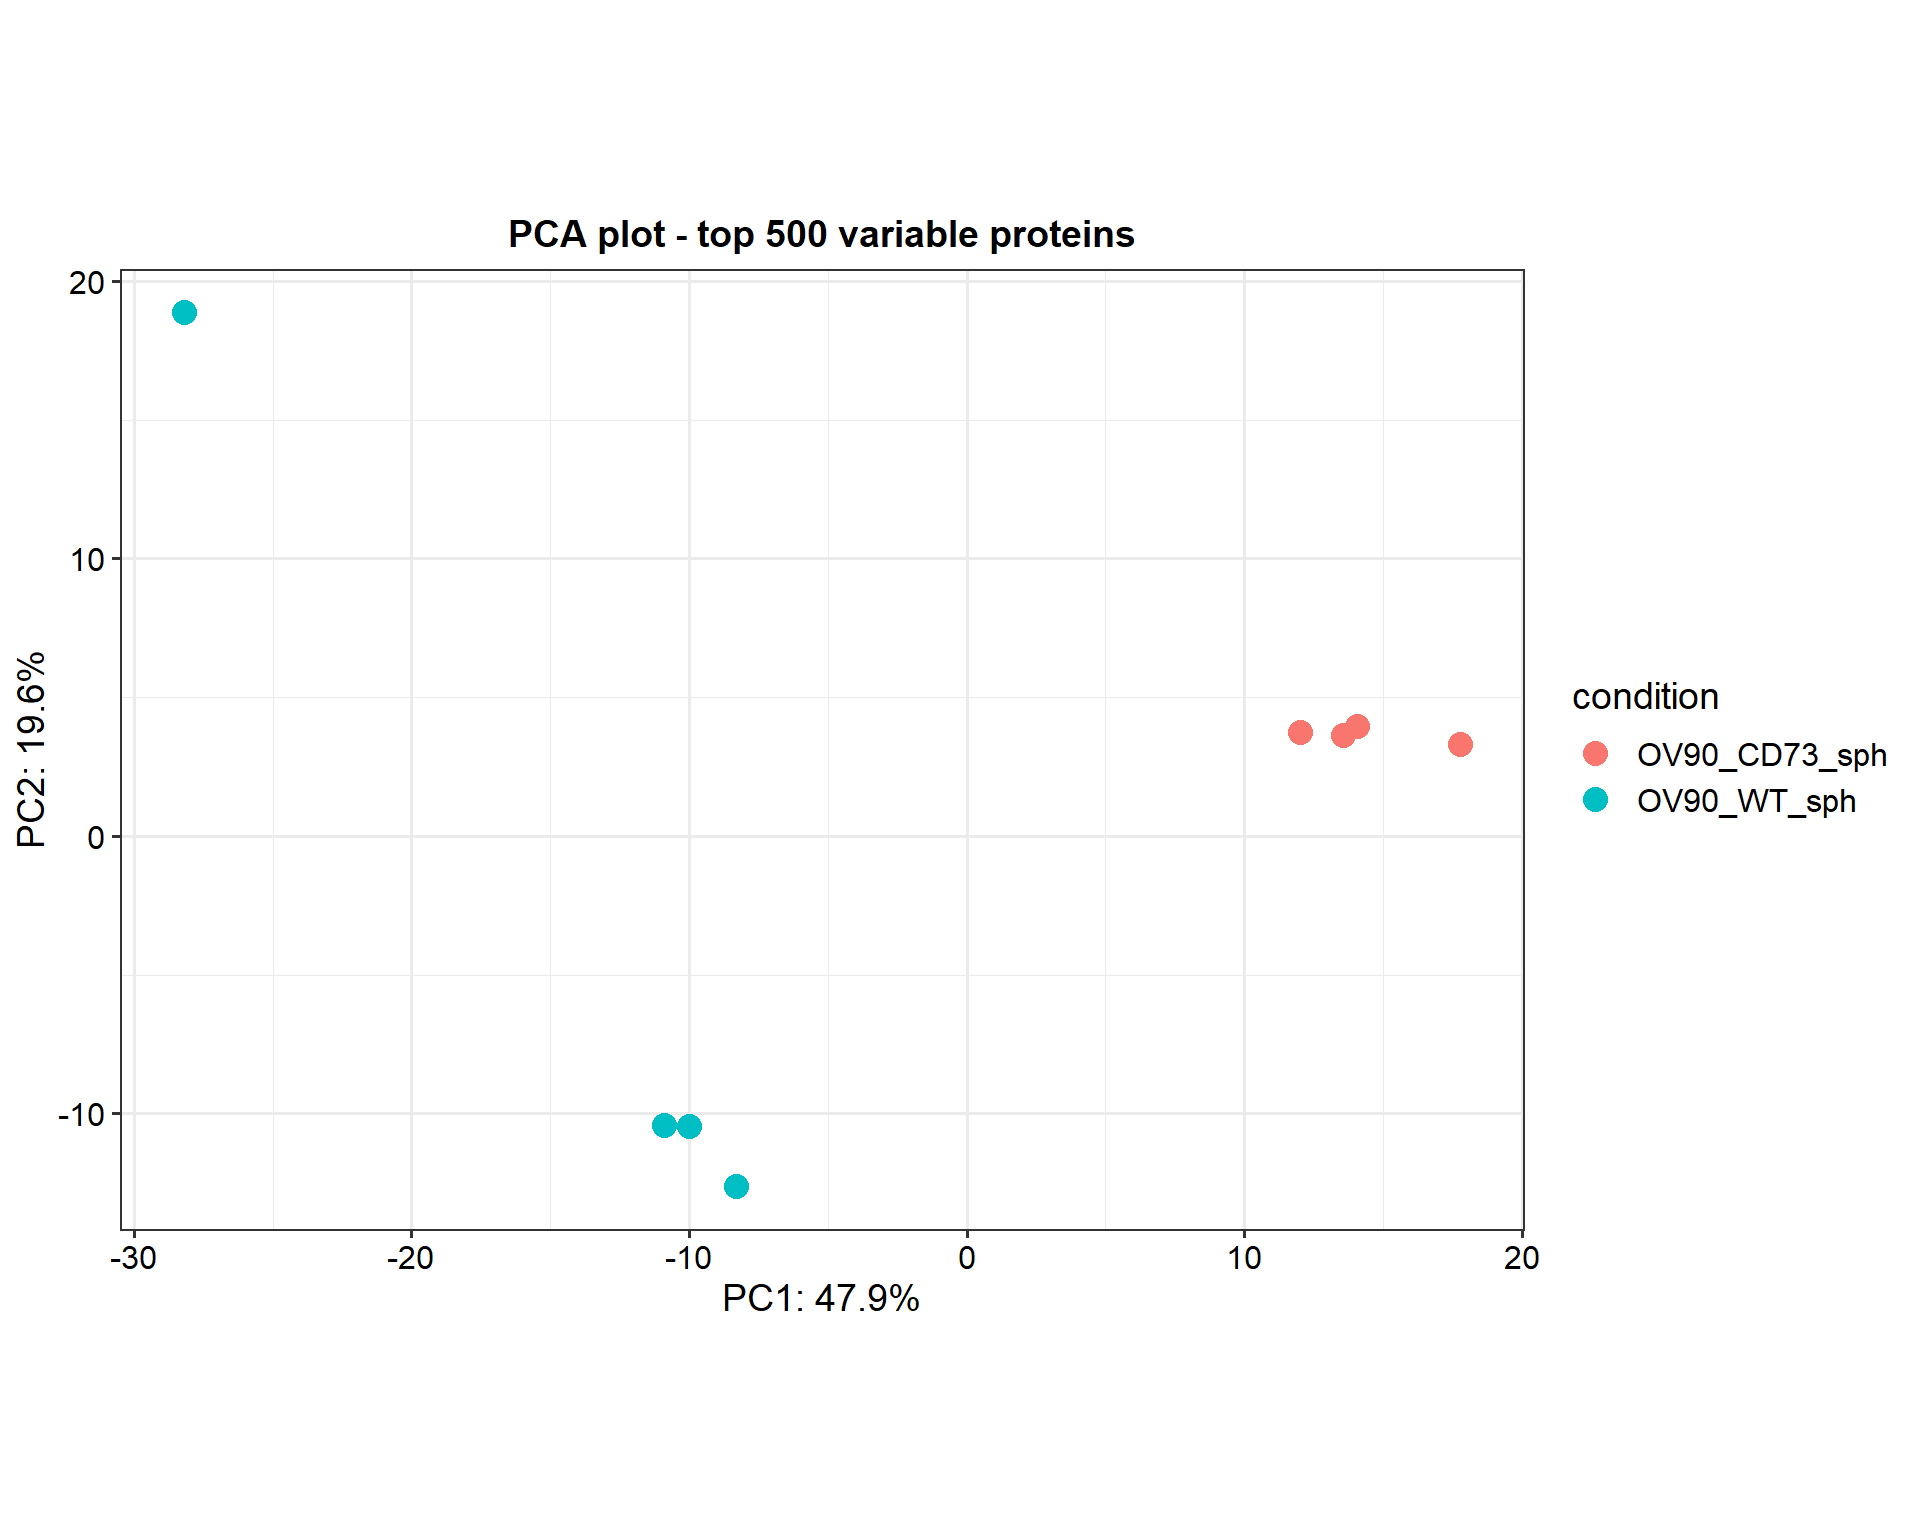 PCA plot - top 500 variable proteins
20
10
0
-10
PC2: 19.6%
-30
-20
-10
0
10
20
PC1: 47.9%
condition
OV90_CD73_sph
OV90_WT_sph